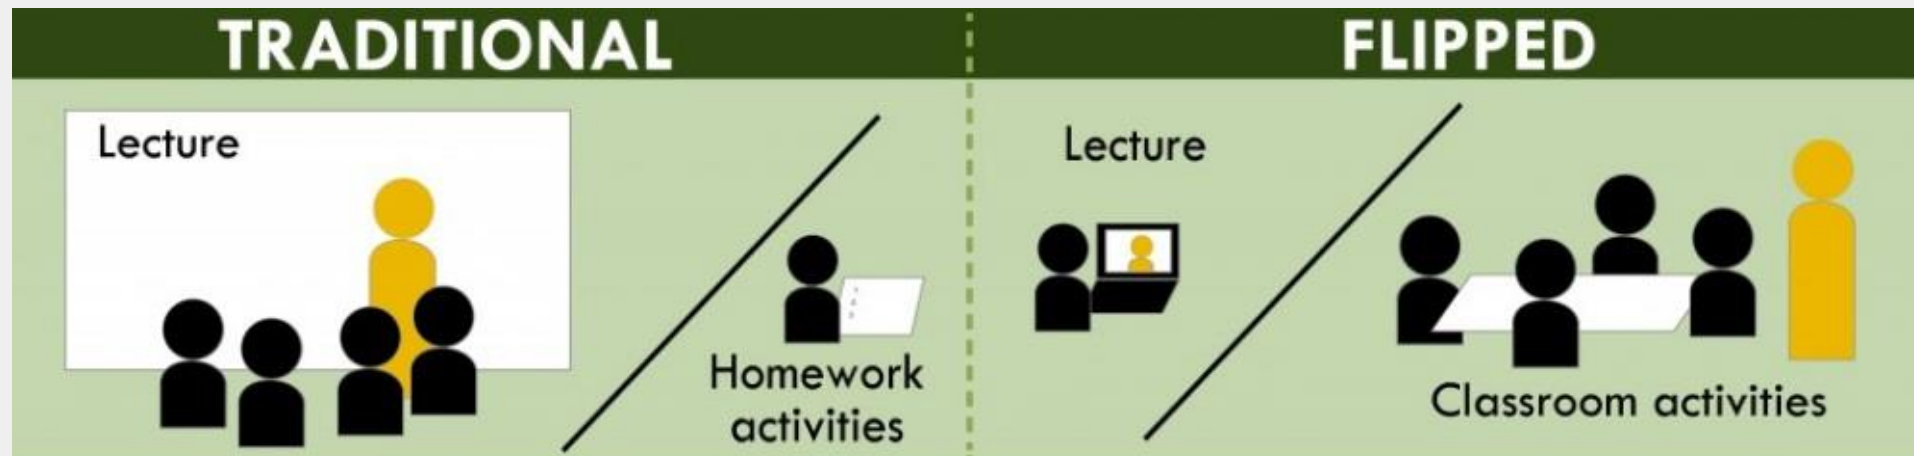 TRADITIONAL
Lecture
Homework
activities
FLIPPED
Lecture
Classroom activities